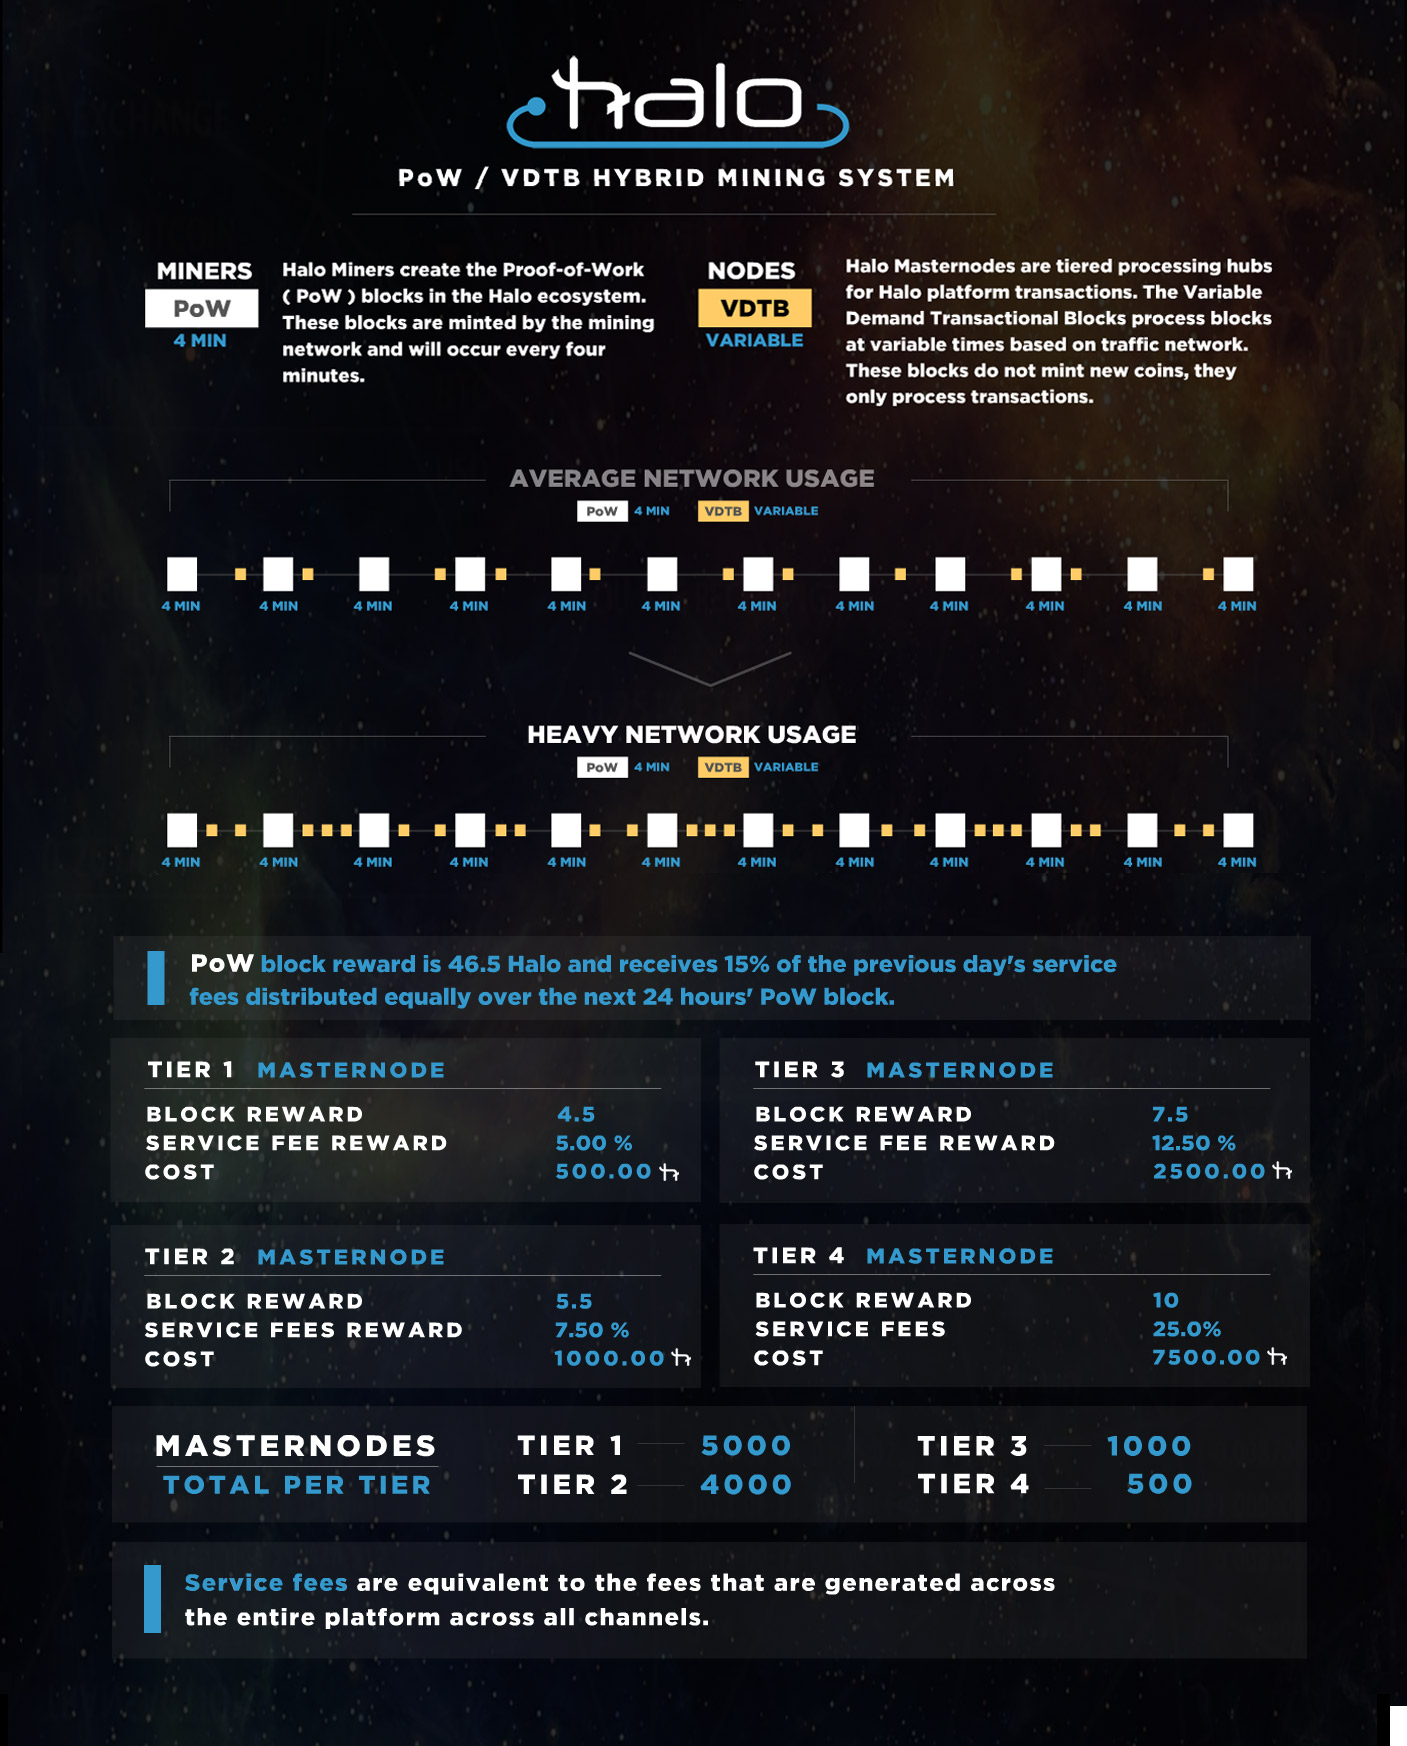 halo
PoW / VDTB HYBRID MINING SYSTEM
MINERS
PoW
4 MIN
Halo Miners create the Proof-of-Work
( PoW ) blocks in the Halo ecosystem.
These blocks are minted by the mining
network and will occur every four
minutes.
NODES
VDTB
VARIABLE
Halo Masternodes are tiered processing hubs
for Halo platform transactions. The Variable
Demand Transactional Blocks process blocks
at variable times based on traffic network.
These blocks do not mint new coins, they
only process transactions.
AVERAGE NETWORK USAGE
PoW 4 MIN VDTB VARIABLE
4 MIN 4 MIN 4 MIN 4 MIN 4 MIN 4 MIN 4 MIN 4 MIN 4 MIN 4 MIN 4 MIN 4 MIN
HEAVY NETWORK USAGE
PoW 4 MIN VDTB VARIABLE
4 MIN 4 MIN 4 MIN 4 MIN 4 MIN 4 MIN 4 MIN 4 MIN 4 MIN 4 MIN 4 MIN 4 MIN
PoW block reward is 46.5 Halo and receives 15% of the previous day's service
fees distributed equally over the next 24 hours' PoW block.
TIER 1 MASTERNODE
BLOCK REWARD 4.5
SERVICE FEE REWARD 5.00 %
COST 500.00
TIER 3 MASTERNODE
BLOCK REWARD 7.5
SERVICE FEE REWARD 12.50 %
COST 2500.00
TIER 2 MASTERNODE
BLOCK REWARD 5.5
SERVICE FEES REWARD 7.50 %
COST 1000.00
TIER 4 MASTERNODE
BLOCK REWARD 10
SERVICE FEES 25.0%
COST 7500.00
MASTERNODES
TOTAL PER TIER
TIER 1 5000
TIER 2 4000
TIER 3 1000
TIER 4 500
Service fees are equivalent to the fees that are generated across
the entire platform across all channels.